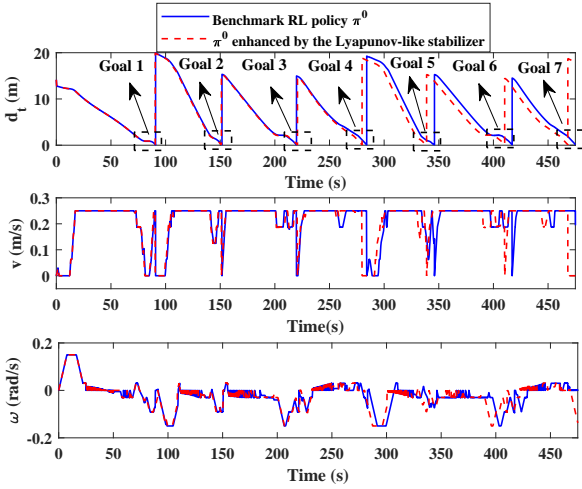 Benchmark RL policy π⁰
π⁰ enhanced by the Lyapunov-like stabilizer
20
10
0
d_t (m)
Goal 1
Goal 2
Goal 3
Goal 4
Goal 5
Goal 6
Goal 7
0 50 100 150 200 250 300 350 400 450
Time (s)
0.3
0.2
0.1
0
v (m/s)
0 50 100 150 200 250 300 350 400 450
Time(s)
0.2
0
-0.2
ω (rad/s)
0 50 100 150 200 250 300 350 400 450
Time (s)